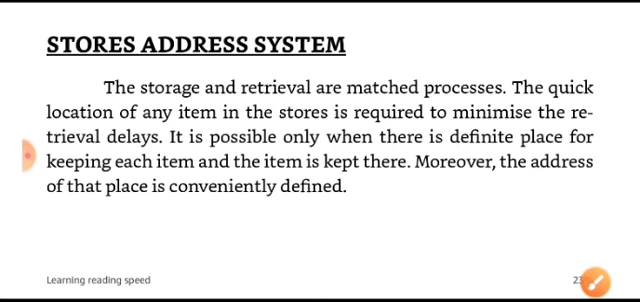 STORES ADDRESS SYSTEM
The storage and retrieval are matched processes. The quick
location of any item in the stores is required to minimise the re-
trieval delays. It is possible only when there is definite place for
keeping each item and the item is kept there. Moreover, the address
of that place is conveniently defined.
Learning reading speed